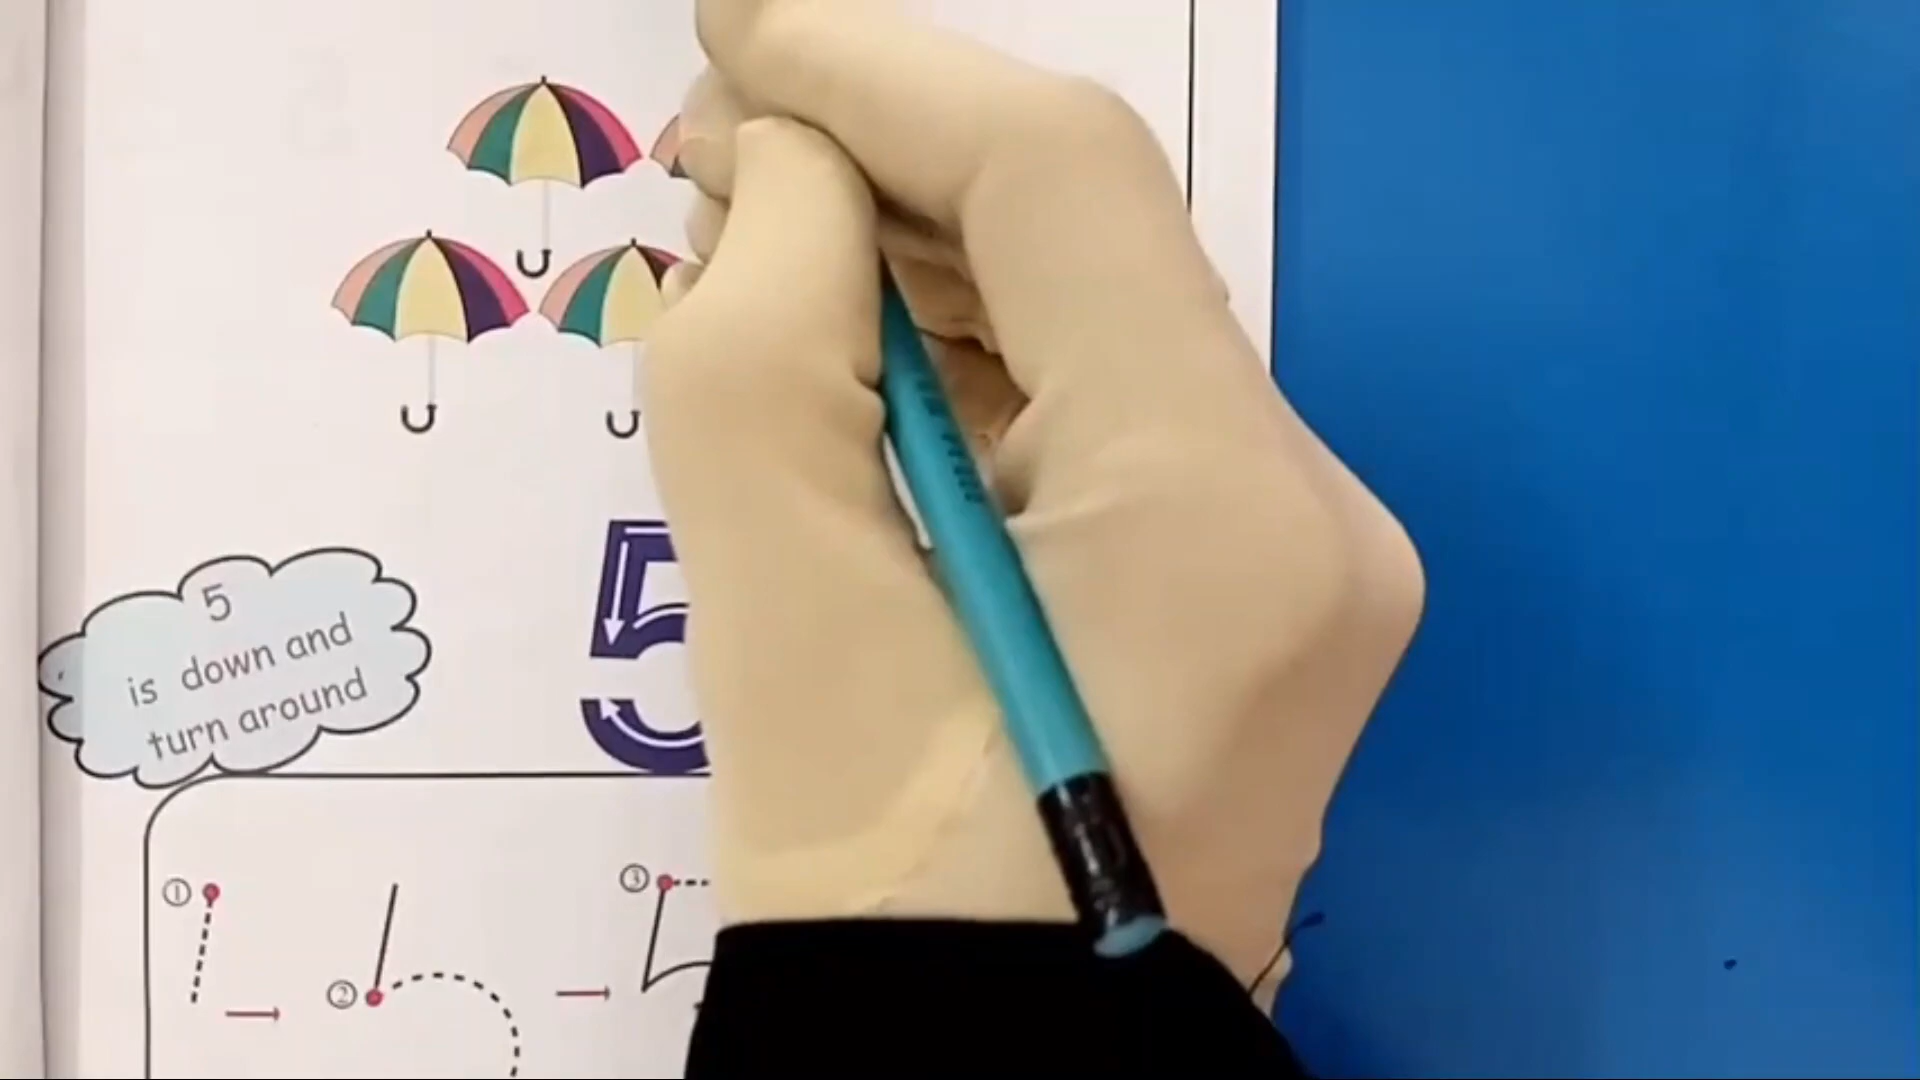 5
5
is down and
turn around
①
②
③